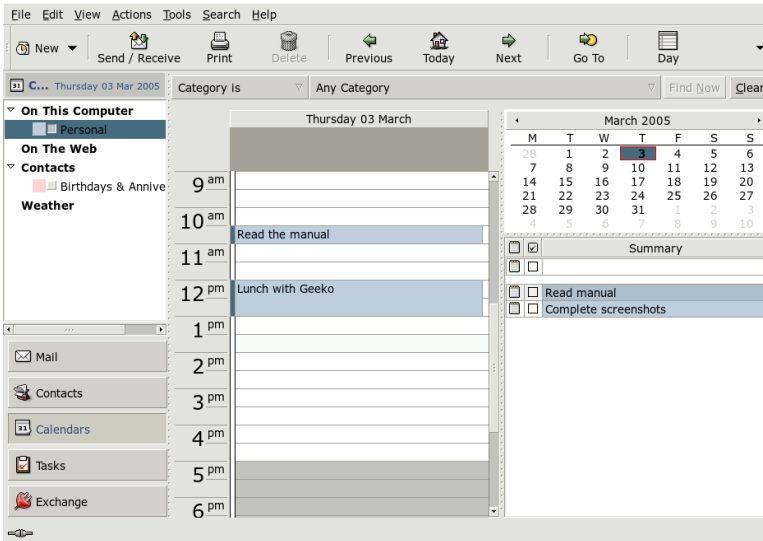 File Edit View Actions Tools Search Help
New Send / Receive Print Delete Previous Today Next Go To Day
31 C... Thursday 03 Mar 2005 Category is Any Category Find Now Clear
On This Computer
Personal
On The Web
Contacts
Birthdays & Annive
Weather
Mail
Contacts
31 Calendars
Tasks
Exchange
Thursday 03 March
9 am
10 am
Read the manual
11 am
12 pm Lunch with Geeko
1 pm
2 pm
3 pm
4 pm
5 pm
6 pm
March 2005
M T W T F S S
28 1 2 3 4 5 6
7 8 9 10 11 12 13
14 15 16 17 18 19 20
21 22 23 24 25 26 27
28 29 30 31 1 2 3
4 5 6 7 8 9 10
Summary
Read manual
Complete screenshots